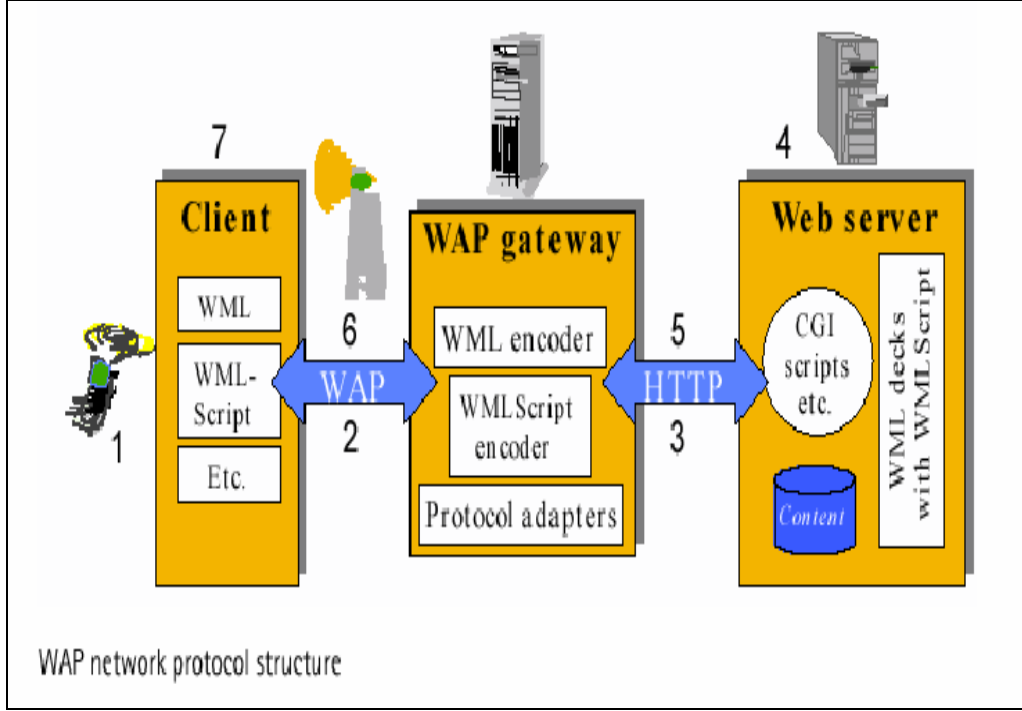 7
4
Client
WAP gateway
Web server
WML
WML-
Script
Etc.
1
6
WAP
2
WML encoder
WMLScript
encoder
Protocol adapters
5
HTTP
3
CGI
scripts
etc.
Content
WML decks
with WMLScript
WAP network protocol structure